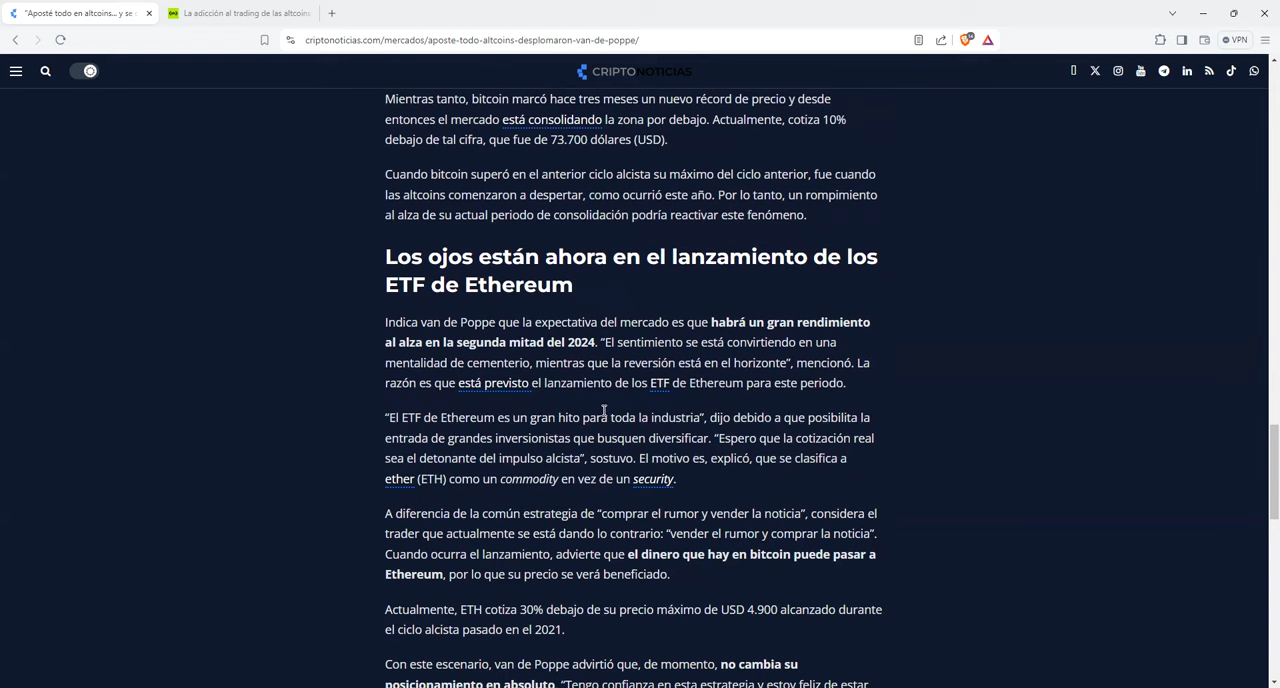 "Aposté todo en altcoins... y se
La adicción al trading de las altcoins
criptonoticias.com/mercados/aposte-todo-altcoins-desplomaron-van-de-poppe/
VPN
CRIPTONOTICIAS
Mientras tanto, bitcoin marcó hace tres meses un nuevo récord de precio y desde
entonces el mercado está consolidando la zona por debajo. Actualmente, cotiza 10%
debajo de tal cifra, que fue de 73.700 dólares (USD).
Cuando bitcoin superó en el anterior ciclo alcista su máximo del ciclo anterior, fue cuando
las altcoins comenzaron a despertar, como ocurrió este año. Por lo tanto, un rompimiento
al alza de su actual periodo de consolidación podría reactivar este fenómeno.
Los ojos están ahora en el lanzamiento de los
ETF de Ethereum
Indica van de Poppe que la expectativa del mercado es que habrá un gran rendimiento
al alza en la segunda mitad del 2024. “El sentimiento se está convirtiendo en una
mentalidad de cementerio, mientras que la reversión está en el horizonte”, mencionó. La
razón es que está previsto el lanzamiento de los ETF de Ethereum para este periodo.
“El ETF de Ethereum es un gran hito para toda la industria”, dijo debido a que posibilita la
entrada de grandes inversionistas que busquen diversificar. “Espero que la cotización real
sea el detonante del impulso alcista”, sostuvo. El motivo es, explicó, que se clasifica a
ether (ETH) como un commodity en vez de un security.
A diferencia de la común estrategia de “comprar el rumor y vender la noticia”, considera el
trader que actualmente se está dando lo contrario: “vender el rumor y comprar la noticia”.
Cuando ocurra el lanzamiento, advierte que el dinero que hay en bitcoin puede pasar a
Ethereum, por lo que su precio se verá beneficiado.
Actualmente, ETH cotiza 30% debajo de su precio máximo de USD 4.900 alcanzado durante
el ciclo alcista pasado en el 2021.
Con este escenario, van de Poppe advirtió que, de momento, no cambia su
posicionamiento en absoluto. “Tengo confianza en esta estrategia y estoy feliz de estar